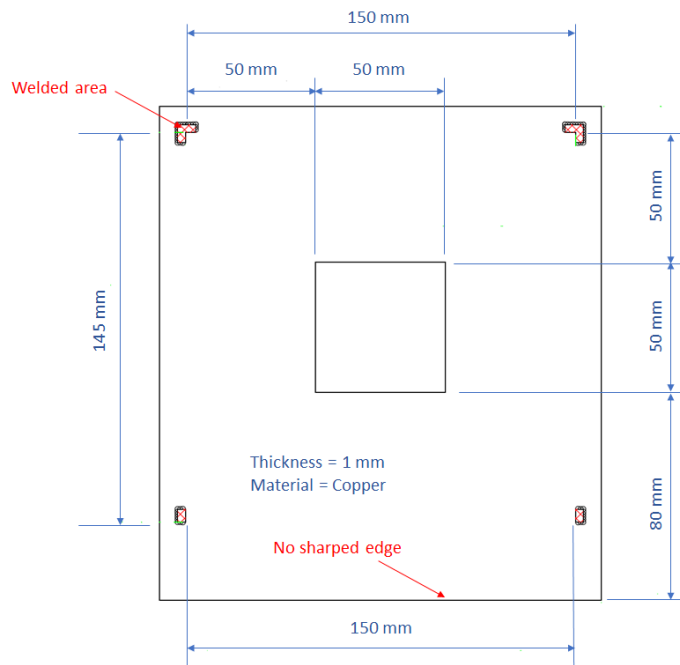 150 mm
50 mm
50 mm
Welded area
50 mm
145 mm
50 mm
Thickness = 1 mm
Material = Copper
80 mm
No sharped edge
150 mm